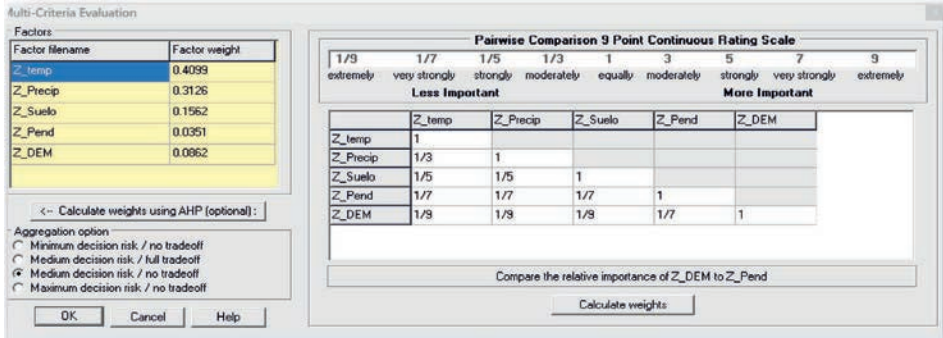 Multi-Criteria Evaluation
Factors
Factor filename Factor weight
Z_temp 0.4099
Z_Precip 0.3126
Z_Suelo 0.1562
Z_Pend 0.0351
Z_DEM 0.0862
<-- Calculate weights using AHP (optional) :
Aggregation option
Minimum decision risk / no tradeoff
Medium decision risk / full tradeoff
Medium decision risk / no tradeoff
Maximum decision risk / no tradeoff
OK Cancel Help
Pairwise Comparison 9 Point Continuous Rating Scale
1/9 1/7 1/5 1/3 1 3 5 7 9
extremely very strongly strongly moderately equally moderately strongly very strongly extremely
Less Important More Important
Z_temp Z_Precip Z_Suelo Z_Pend Z_DEM
Z_temp 1
Z_Precip 1/3 1
Z_Suelo 1/5 1/5 1
Z_Pend 1/7 1/7 1/7 1
Z_DEM 1/9 1/9 1/9 1/7 1
Compare the relative importance of Z_DEM to Z_Pend
Calculate weights